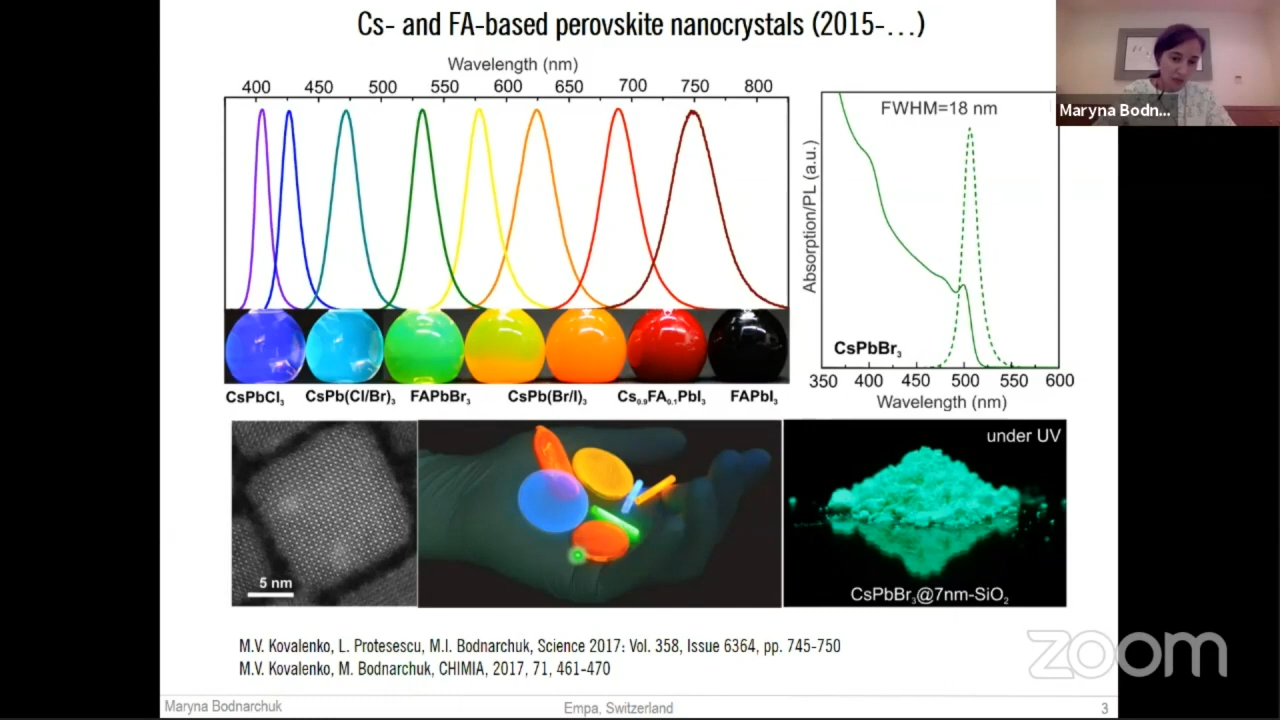 Cs- and FA-based perovskite nanocrystals (2015-…)
Wavelength (nm)
400 450 500 550 600 650 700 750 800
CsPbCl₃ CsPb(Cl/Br)₃ FAPbBr₃ CsPb(Br/I)₃ Cs₀.₉FA₀.₁PbI₃ FAPbI₃
FWHM=18 nm
Absorption/PL (a.u.)
CsPbBr₃
350 400 450 500 550 600
Wavelength (nm)
Maryna Bodn...
5 nm
under UV
CsPbBr₃@7nm-SiO₂
M.V. Kovalenko, L. Protesescu, M.I. Bodnarchuk, Science 2017: Vol. 358, Issue 6364, pp. 745-750
M.V. Kovalenko, M. Bodnarchuk, CHIMIA, 2017, 71, 461-470
zoom
Maryna Bodnarchuk
Empa, Switzerland
3